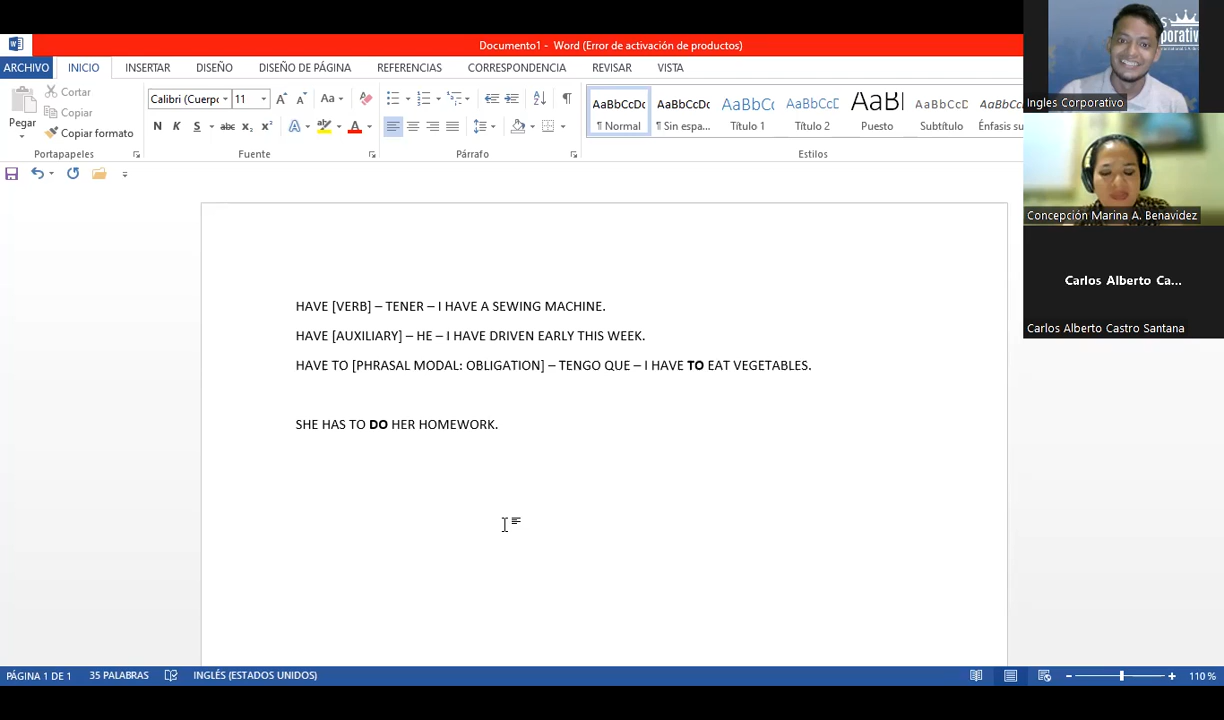 Documento1 - Word (Error de activación de productos)
ARCHIVO INICIO INSERTAR DISEÑO DISEÑO DE PÁGINA REFERENCIAS CORRESPONDENCIA REVISAR VISTA
Pegar
Cortar
Copiar
Copiar formato
Portapapeles
Calibri (Cuerpo 11
Fuente
Párrafo
AaBbCcDc AaBbCcDc AaBbCc AaBbCcD AaBl AaBbCcD AaBbCcD
¶ Normal ¶ Sin espa... Título 1 Título 2 Puesto Subtítulo Énfasis su
Estilos
Ingles Corporativo
Concepción Marina A. Benavidez
Carlos Alberto Ca...
Carlos Alberto Castro Santana
HAVE [VERB] – TENER – I HAVE A SEWING MACHINE.
HAVE [AUXILIARY] – HE – I HAVE DRIVEN EARLY THIS WEEK.
HAVE TO [PHRASAL MODAL: OBLIGATION] – TENGO QUE – I HAVE TO EAT VEGETABLES.
SHE HAS TO DO HER HOMEWORK.
PÁGINA 1 DE 1 35 PALABRAS INGLÉS (ESTADOS UNIDOS) 110 %